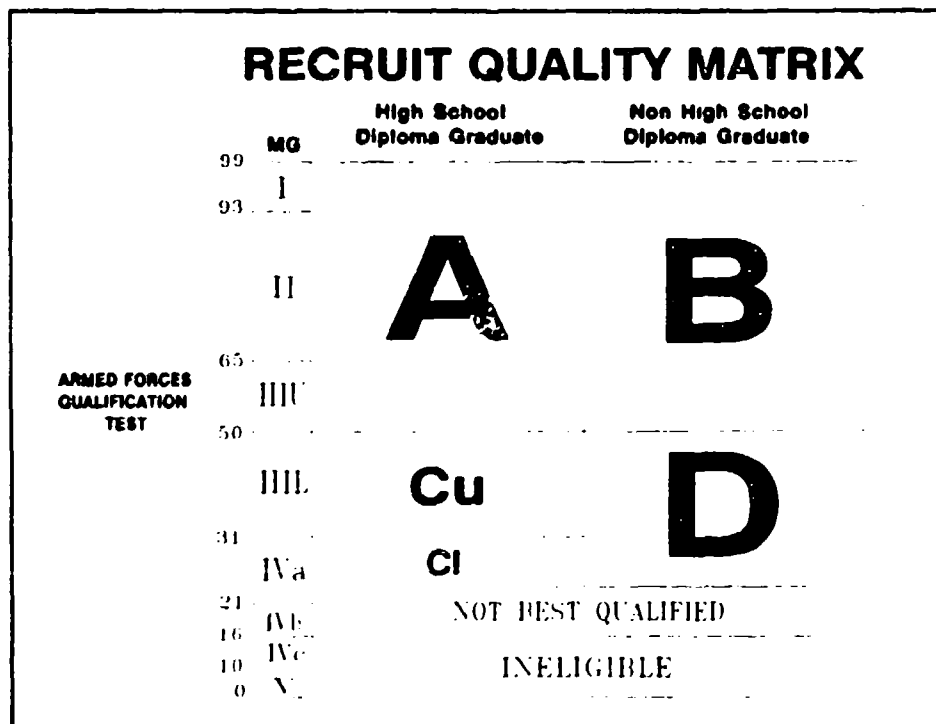 RECRUIT QUALITY MATRIX
High School Non High School
MG Diploma Graduate Diploma Graduate
99
I
93
A B
II
65
ARMED FORCES
QUALIFICATION IIIU
TEST
50
IIIL Cu D
31
IVa Cl
21
NOT BEST QUALIFIED
IVb
16
IVc
10 INELIGIBLE
0 V